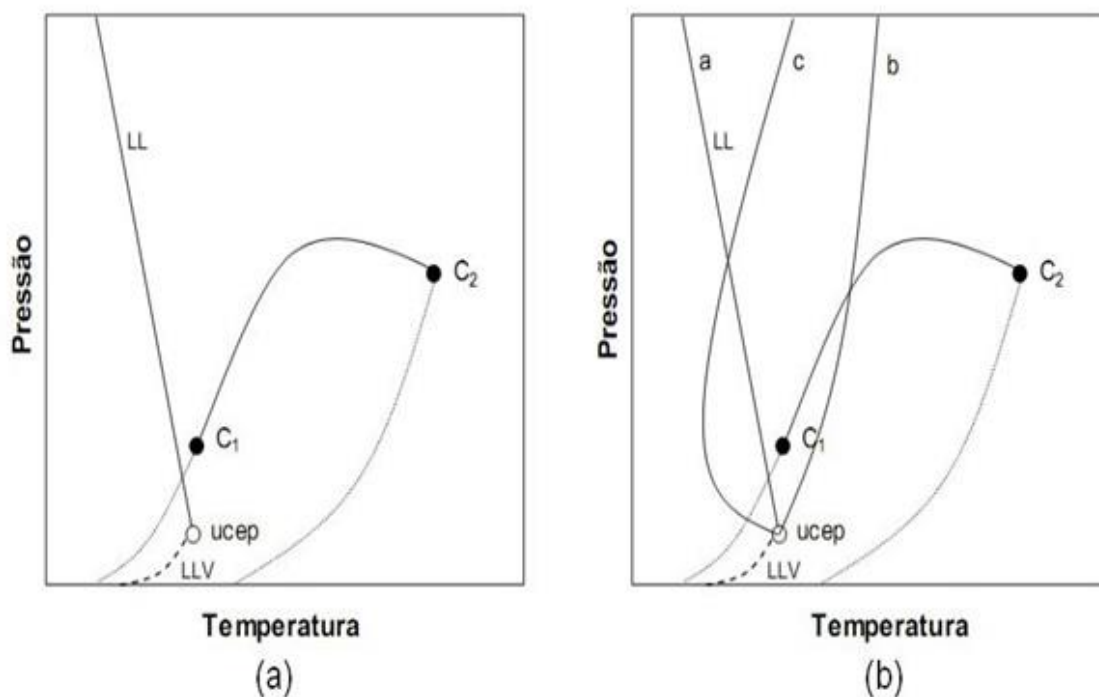 LL
C₁
C₂
ucep
LLV
Pressão
Temperatura
(a)
a
c
b
LL
C₁
C₂
ucep
LLV
Pressão
Temperatura
(b)